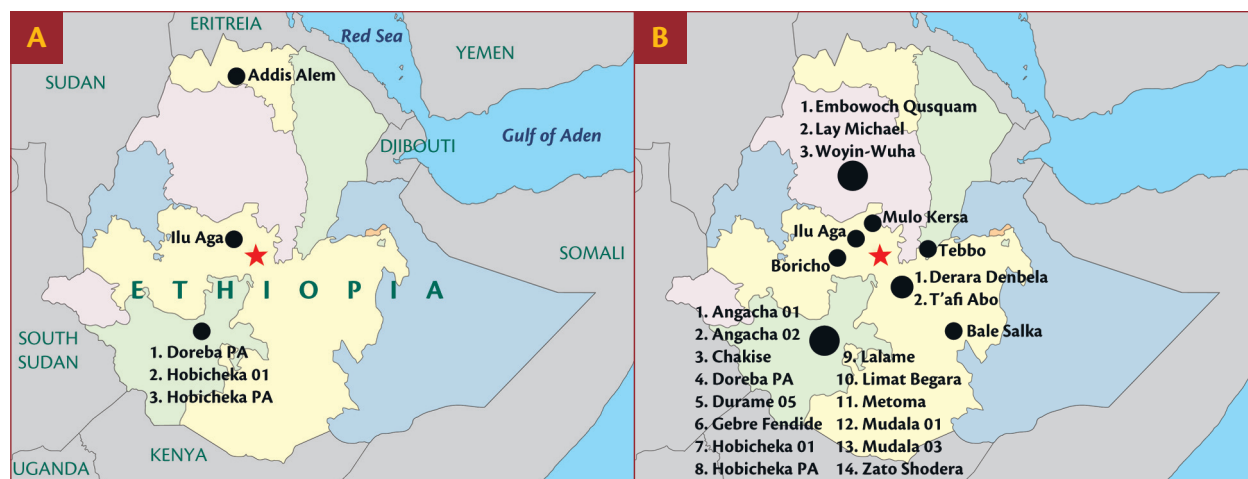 A
ERITREIA
Red Sea
YEMEN
SUDAN
Addis Alem
Gulf of Aden
DJIBOUTI
Ilu Aga
SOMALI
ETHIOPIA
SOUTH
SUDAN
1. Doreba PA
2. Hobicheka 01
3. Hobicheka PA
KENYA
UGANDA
B
1. Embowoch Qusquam
2. Lay Michael
3. Woyin-Wuha
Mulo Kersa
Ilu Aga
Tebbo
Boricho
1. Derara Denbela
2. T'afi Abo
Bale Salka
1. Angacha 01
2. Angacha 02
3. Chakise
4. Doreba PA
5. Durame 05
6. Gebre Fendide
7. Hobicheka 01
8. Hobicheka PA
9. Lalame
10. Limat Begara
11. Metoma
12. Mudala 01
13. Mudala 03
14. Zato Shodera